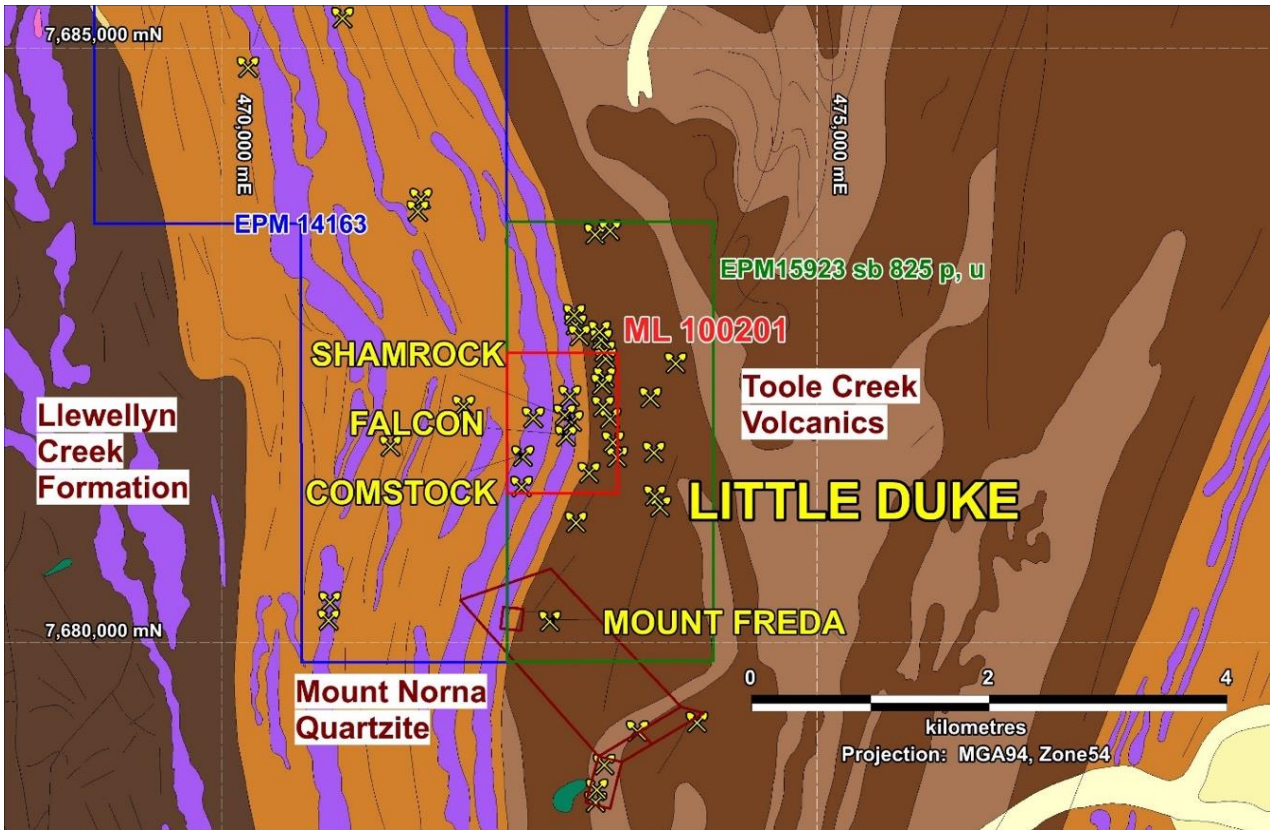 7,685,000 mN
470,000 mE
475,000 mE
EPM 14163
EPM15923 sb 825 p, u
ML 100201
SHAMROCK
Toole Creek
Volcanics
Llewellyn
Creek
Formation
FALCON
COMSTOCK
LITTLE DUKE
7,680,000 mN
MOUNT FREDA
Mount Norna
Quartzite
0 2 4
kilometres
Projection: MGA94, Zone54